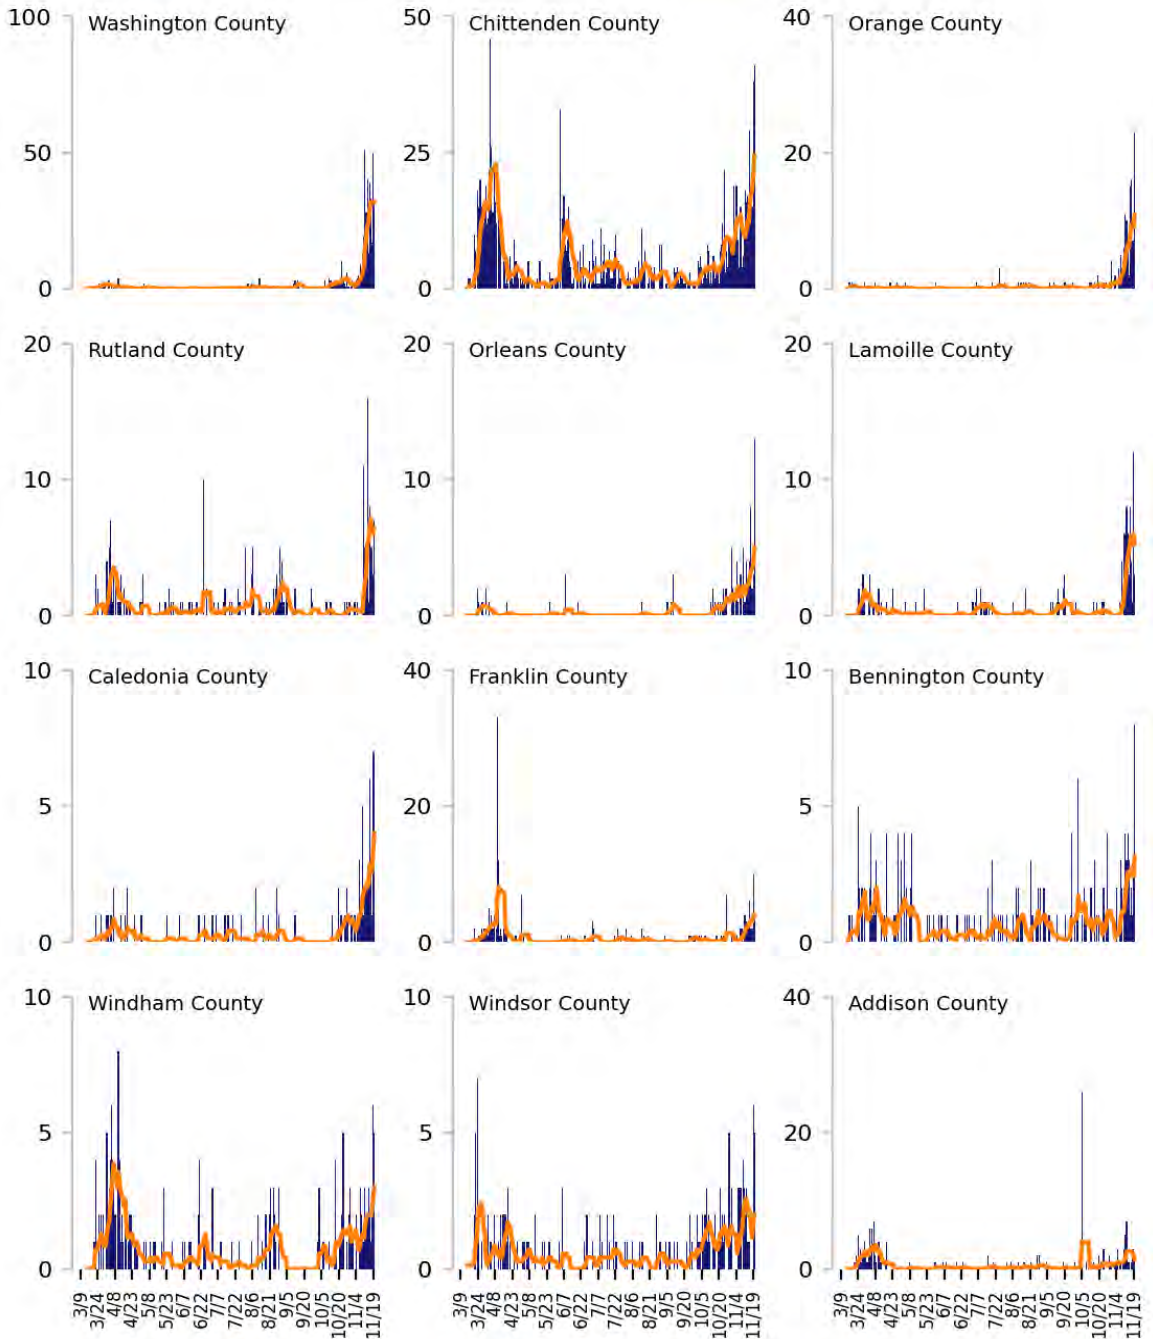 100 Washington County 50 Chittenden County 40 Orange County
50 25 20
0 0 0
20 Rutland County 20 Orleans County 20 Lamoille County
10 10 10
0 0 0
10 Caledonia County 40 Franklin County 10 Bennington County
5 20 5
0 0 0
10 Windham County 10 Windsor County 40 Addison County
5 5 20
0 0 0
3/9 3/24 4/8 4/23 5/8 5/23 6/7 6/22 7/7 7/22 8/6 8/21 9/5 9/20 10/5 10/20 11/4 11/19 3/9 3/24 4/8 4/23 5/8 5/23 6/7 6/22 7/7 7/22 8/6 8/21 9/5 9/20 10/5 10/20 11/4 11/19 3/9 3/24 4/8 4/23 5/8 5/23 6/7 6/22 7/7 7/22 8/6 8/21 9/5 9/20 10/5 10/20 11/4 11/19